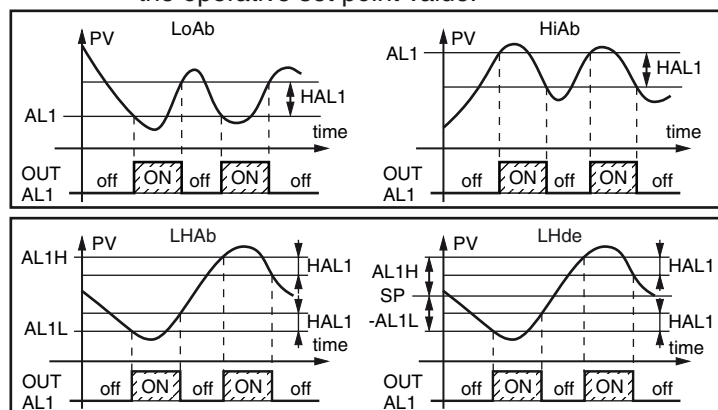 the operative set point value.
LoAb
PV
HAL1
AL1
time
OUT
AL1
off
ON
off
ON
off
HiAb
PV
AL1
HAL1
time
OUT
AL1
off
ON
off
ON
off
LHAb
PV
AL1H
HAL1
HAL1
AL1L
time
OUT
AL1
off
ON
off
ON
off
LHde
PV
AL1H
HAL1
SP
-AL1L
HAL1
time
OUT
AL1
off
ON
off
ON
off